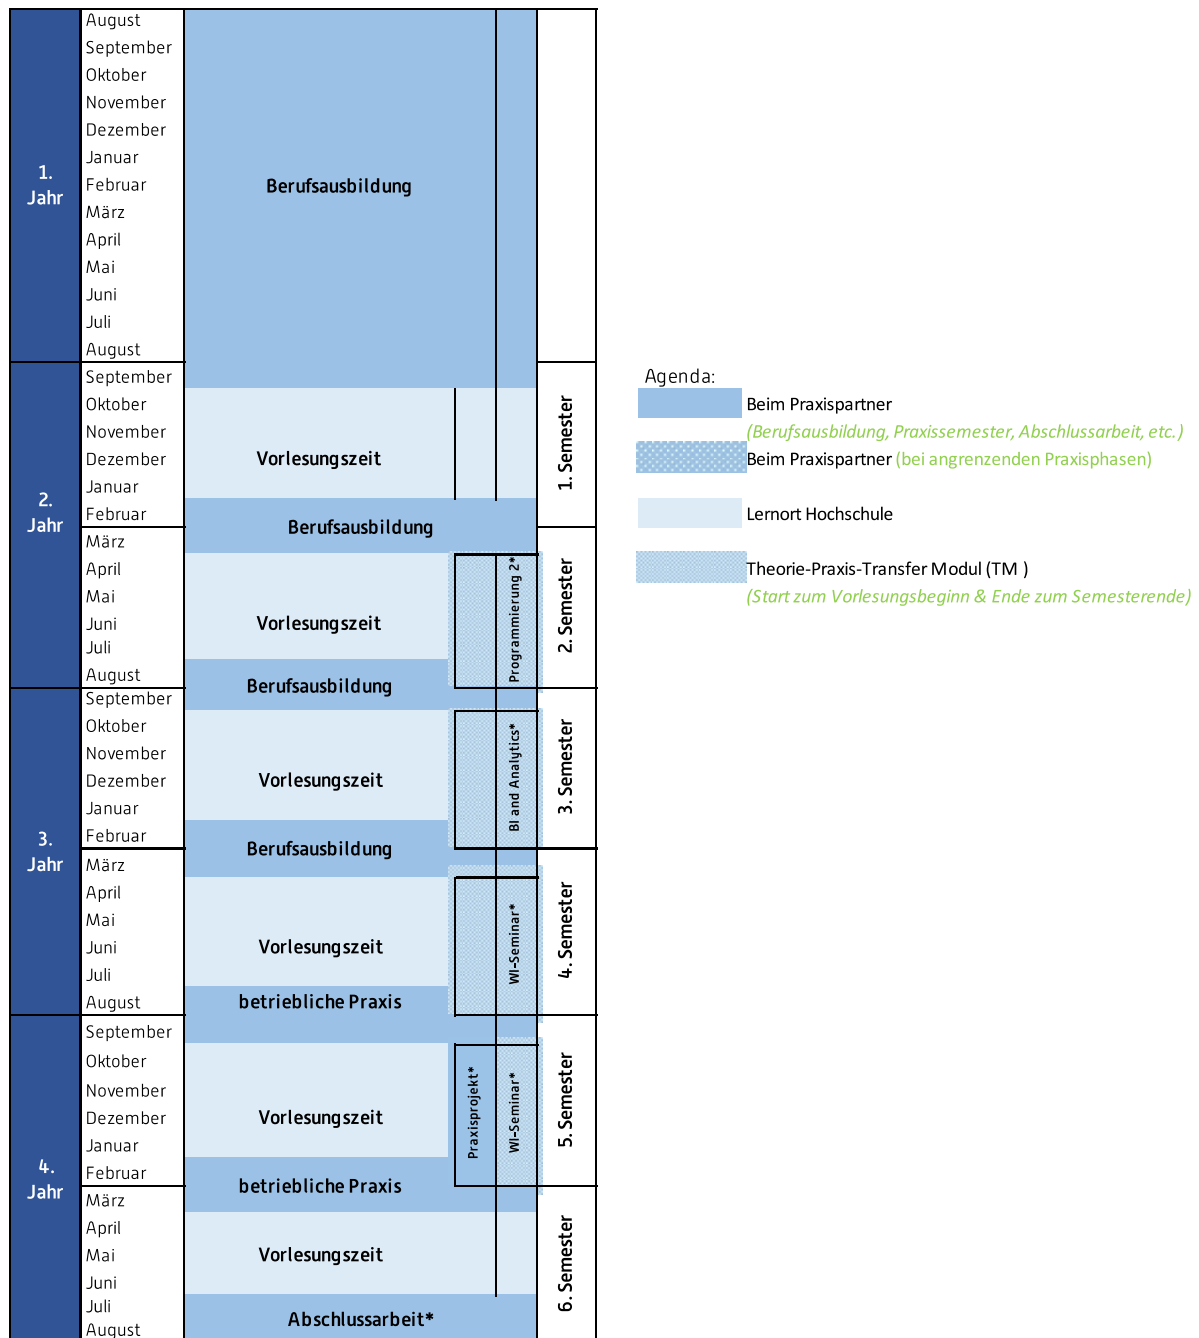 1.
Jahr
August
September
Oktober
November
Dezember
Januar
Februar
März
April
Mai
Juni
Juli
August
Berufsausbildung
2.
Jahr
September
Oktober
November
Dezember
Januar
Februar
Vorlesungszeit
1. Semester
Berufsausbildung
März
April
Mai
Juni
Juli
August
Vorlesungszeit
Programmierung 2*
2. Semester
Berufsausbildung
3.
Jahr
September
Oktober
November
Dezember
Januar
Februar
Vorlesungszeit
BI and Analytics*
3. Semester
Berufsausbildung
März
April
Mai
Juni
Juli
August
Vorlesungszeit
WI-Seminar*
4. Semester
betriebliche Praxis
4.
Jahr
September
Oktober
November
Dezember
Januar
Februar
Vorlesungszeit
Praxisprojekt*
WI-Seminar*
5. Semester
betriebliche Praxis
März
April
Mai
Juni
Juli
August
Vorlesungszeit
6. Semester
Abschlussarbeit*
Agenda:
Beim Praxispartner
(Berufsausbildung, Praxissemester, Abschlussarbeit, etc.)
Beim Praxispartner (bei angrenzenden Praxisphasen)
Lernort Hochschule
Theorie-Praxis-Transfer Modul (TM )
(Start zum Vorlesungsbeginn & Ende zum Semesterende)